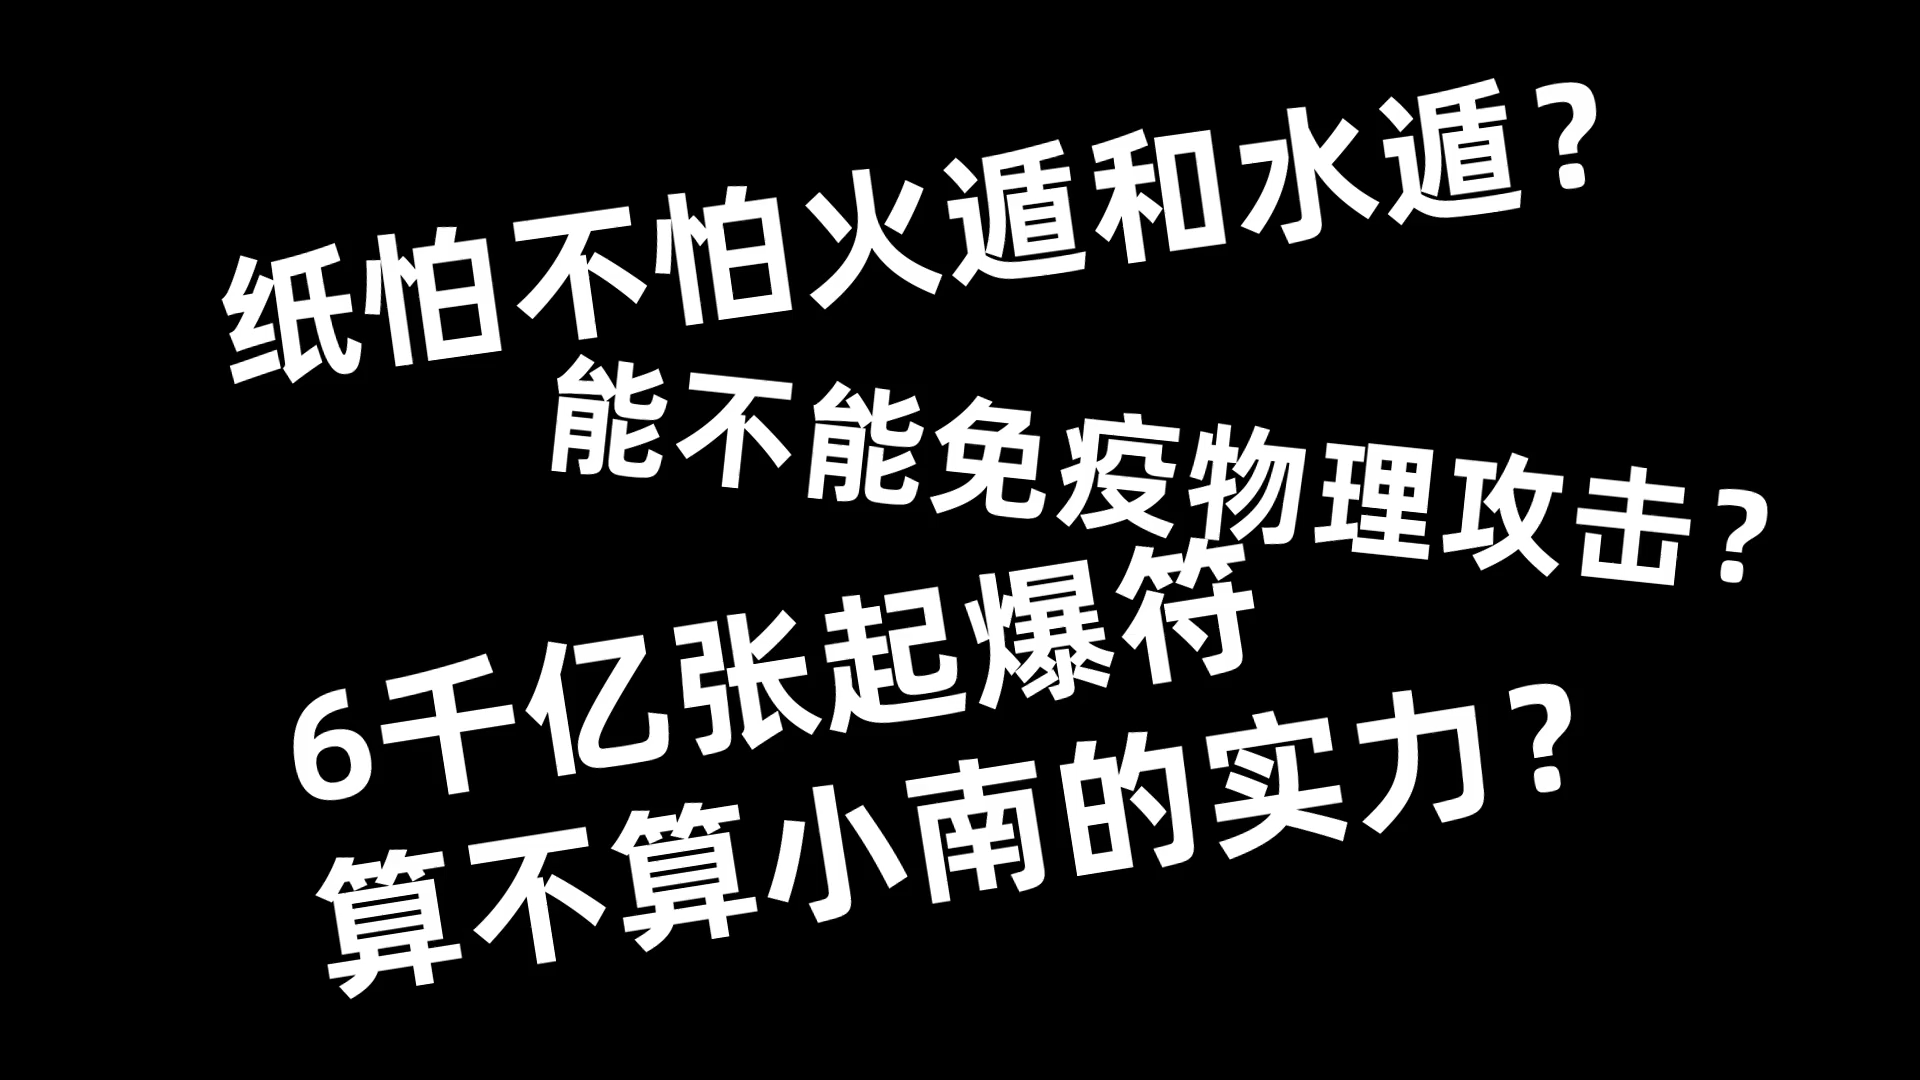 纸怕不怕火遁和水遁？
能不能免疫物理攻击？
6千亿张起爆符
算不算小南的实力？